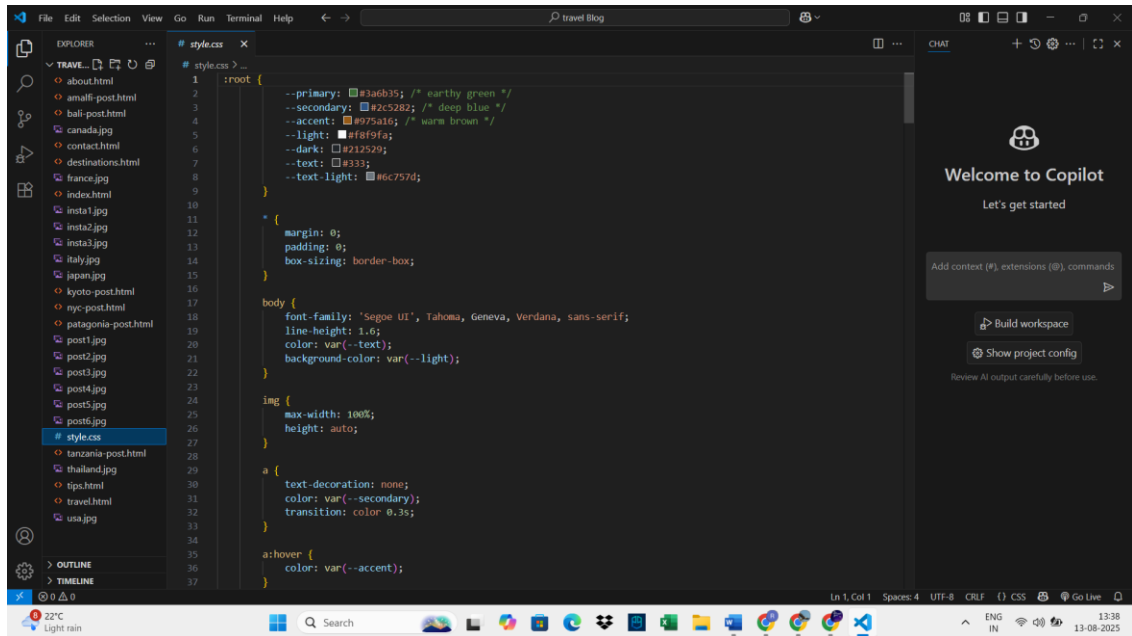 File Edit Selection View Go Run Terminal Help
travel Blog
EXPLORER
TRAVE...
about.html
amalfi-post.html
bali-post.html
canada.jpg
contact.html
destinations.html
france.jpg
index.html
insta1.jpg
insta2.jpg
insta3.jpg
italy.jpg
japan.jpg
kyoto-post.html
nyc-post.html
patagonia-post.html
post1.jpg
post2.jpg
post3.jpg
post4.jpg
post5.jpg
post6.jpg
# style.css
tanzania-post.html
thailand.jpg
tips.html
travel.html
usa.jpg
OUTLINE
TIMELINE
# style.css
# style.css > ...
1 :root {
2 --primary: #3a6b35; /* earthy green */
3 --secondary: #2c5282; /* deep blue */
4 --accent: #975a16; /* warm brown */
5 --light: #f8f9fa;
6 --dark: #212529;
7 --text: #333;
8 --text-light: #6c757d;
9 }
10
11 * {
12 margin: 0;
13 padding: 0;
14 box-sizing: border-box;
15 }
16
17 body {
18 font-family: 'Segoe UI', Tahoma, Geneva, Verdana, sans-serif;
19 line-height: 1.6;
20 color: var(--text);
21 background-color: var(--light);
22 }
23
24 img {
25 max-width: 100%;
26 height: auto;
27 }
28
29 a {
30 text-decoration: none;
31 color: var(--secondary);
32 transition: color 0.3s;
33 }
34
35 a:hover {
36 color: var(--accent);
37 }
CHAT
Welcome to Copilot
Let's get started
Add context (#), extensions (@), commands
Build workspace
Show project config
Review AI output carefully before use.
0 0
Ln 1, Col 1 Spaces: 4 UTF-8 CRLF {} CSS Go Live
8
22°C
Light rain
Search
ENG
IN
13:38
13-08-2025